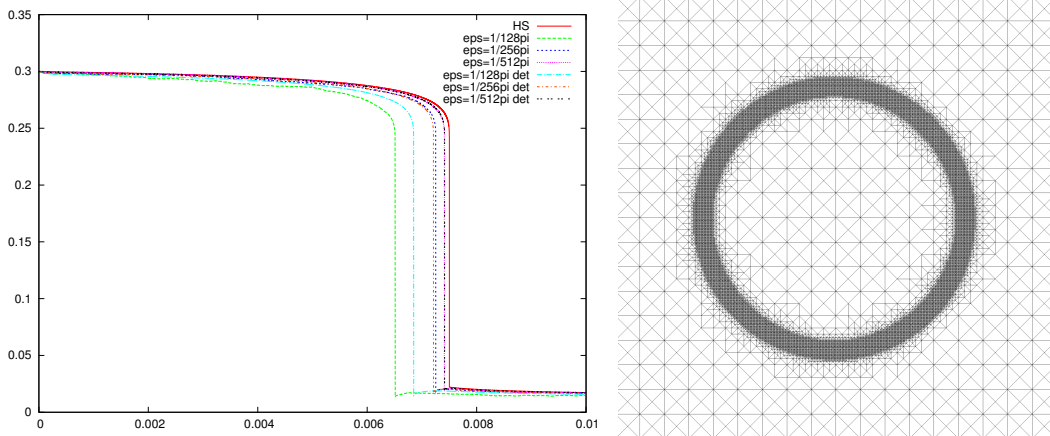 0.35
0.3
0.25
0.2
0.15
0.1
0.05
0
HS
eps=1/128pi
eps=1/256pi
eps=1/512pi
eps=1/128pi det
eps=1/256pi det
eps=1/512pi det
0 0.002 0.004 0.006 0.008 0.01